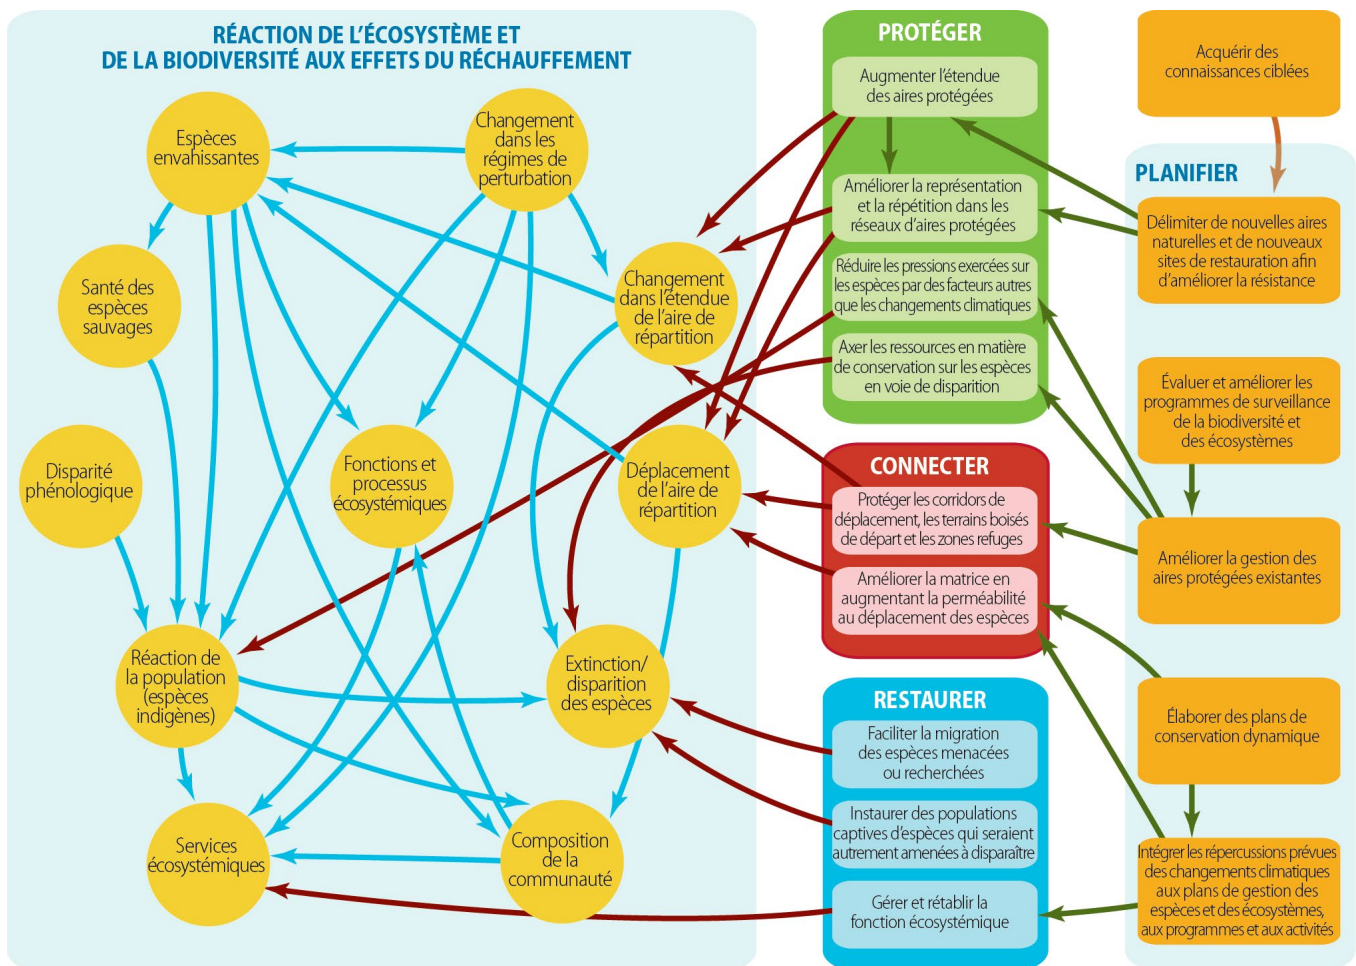 RÉACTION DE L'ÉCOSYSTÈME ET
DE LA BIODIVERSITÉ AUX EFFETS DU RÉCHAUFFEMENT
Espèces
envahissantes
Changement
dans les
régimes de
perturbation
Santé des
espèces
sauvages
Changement
dans l'étendue
de l'aire de
répartition
Disparité
phénologique
Fonctions et
processus
écosystémiques
Déplacement
de l'aire de
répartition
Réaction de
la population
(espèces
indigènes)
Extinction/
disparition
des espèces
Services
écosystémiques
Composition
de la
communauté
PROTÉGER
Augmenter l'étendue
des aires protégées
Améliorer la représentation
et la répétition dans les
réseaux d'aires protégées
Réduire les pressions exercées sur
les espèces par des facteurs autres
que les changements climatiques
Axer les ressources en matière
de conservation sur les espèces
en voie de disparition
CONNECTER
Protéger les corridors de
déplacement, les terrains boisés
de départ et les zones refuges
Améliorer la matrice en
augmentant la perméabilité
au déplacement des espèces
RESTAURER
Faciliter la migration
des espèces menacées
ou recherchées
Instaurer des populations
captives d'espèces qui seraient
autrement amenées à disparaître
Gérer et rétablir la
fonction écosystémique
Acquérir des
connaissances ciblées
PLANIFIER
Délimiter de nouvelles aires
naturelles et de nouveaux
sites de restauration afin
d'améliorer la résistance
Évaluer et améliorer les
programmes de surveillance
de la biodiversité et
des écosystèmes
Améliorer la gestion des
aires protégées existantes
Élaborer des plans de
conservation dynamique
Intégrer les répercussions prévues
des changements climatiques
aux plans de gestion des
espèces et des écosystèmes,
aux programmes et aux activités